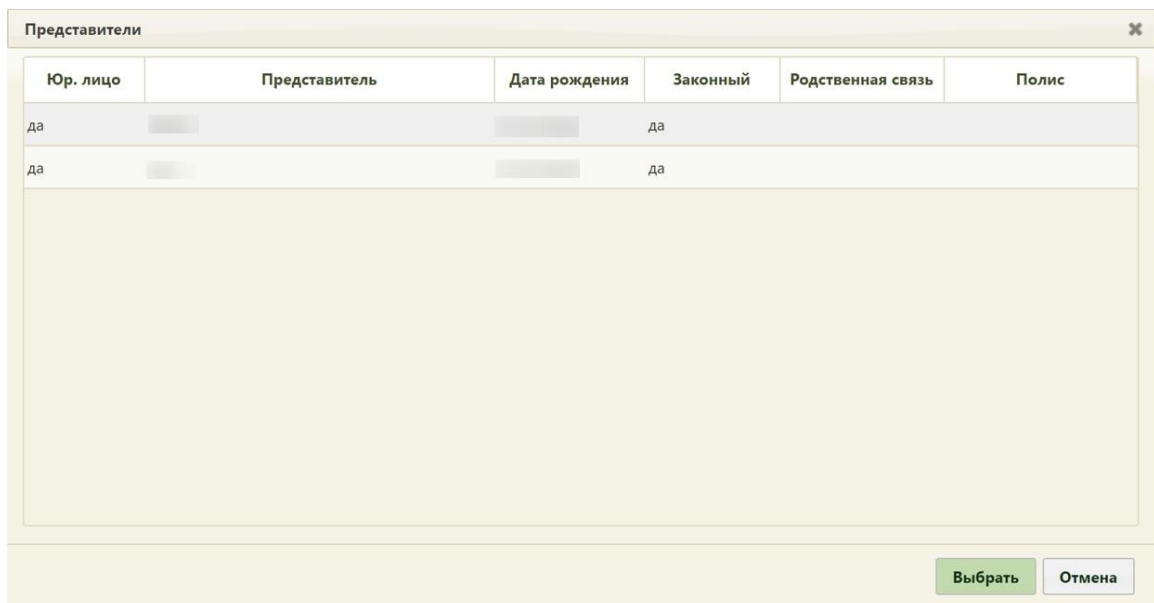 Представители
Юр. лицо Представитель Дата рождения Законный Родственная связь Полис
да да
да да
Выбрать Отмена